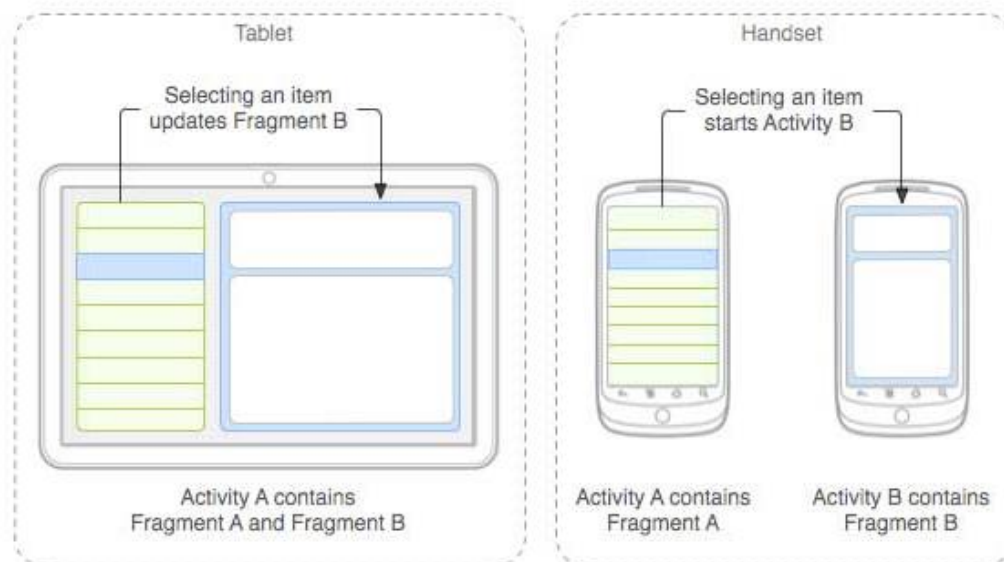 Tablet
Selecting an item
updates Fragment B
Activity A contains
Fragment A and Fragment B
Handset
Selecting an item
starts Activity B
Activity A contains
Fragment A
Activity B contains
Fragment B